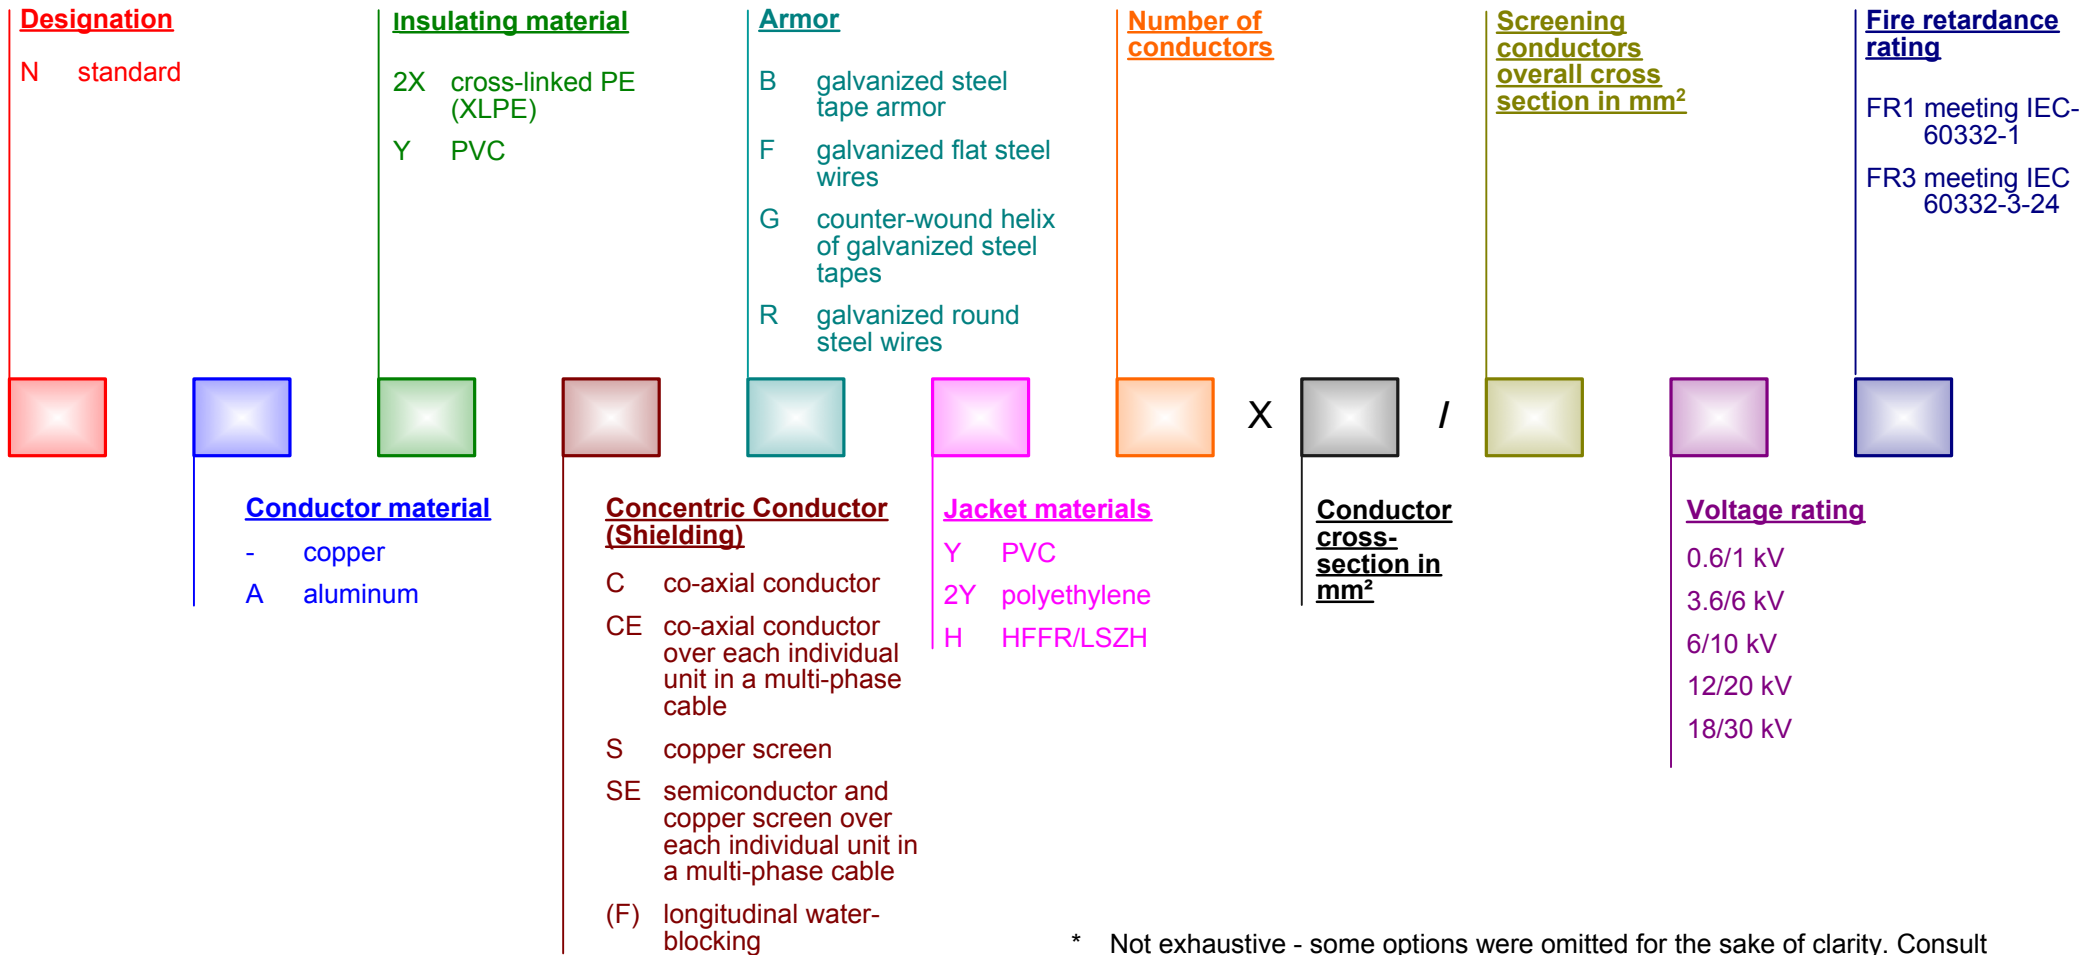 Designation
N standard
Insulating material
2X cross-linked PE
(XLPE)
Y PVC
Armor
B galvanized steel
tape armor
F galvanized flat steel
wires
G counter-wound helix
of galvanized steel
tapes
R galvanized round
steel wires
Number of
conductors
Screening
conductors
overall cross
section in mm²
Fire retardance
rating
FR1 meeting IEC-
60332-1
FR3 meeting IEC
60332-3-24
X /
Conductor material
- copper
A aluminum
Concentric Conductor
(Shielding)
C co-axial conductor
CE co-axial conductor
over each individual
unit in a multi-phase
cable
S copper screen
SE semiconductor and
copper screen over
each individual unit in
a multi-phase cable
(F) longitudinal water-
blocking
Jacket materials
Y PVC
2Y polyethylene
H HFFR/LSZH
Conductor
cross-
section in
mm²
Voltage rating
0.6/1 kV
3.6/6 kV
6/10 kV
12/20 kV
18/30 kV
* Not exhaustive - some options were omitted for the sake of clarity. Consult